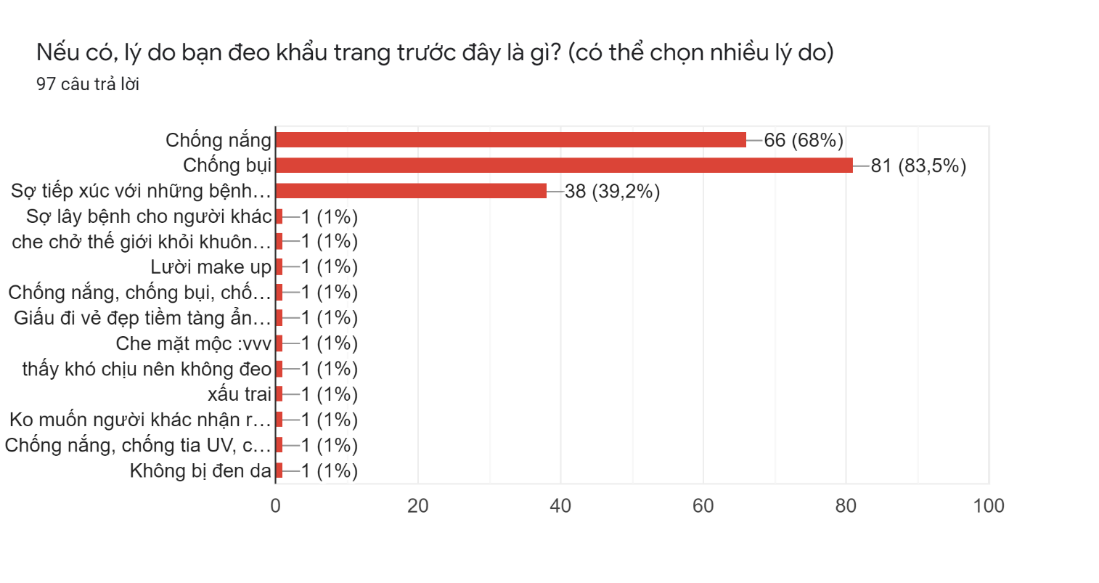 Nếu có, lý do bạn đeo khẩu trang trước đây là gì? (có thể chọn nhiều lý do)
97 câu trả lời
Chống nắng 66 (68%)
Chống bụi 81 (83,5%)
Sợ tiếp xúc với những bệnh… 38 (39,2%)
Sợ lây bệnh cho người khác 1 (1%)
che chở thế giới khỏi khuôn… 1 (1%)
Lười make up 1 (1%)
Chống nắng, chống bụi, chố… 1 (1%)
Giấu đi vẻ đẹp tiềm tàng ẩn… 1 (1%)
Che mặt mộc :vvv 1 (1%)
thấy khó chịu nên không đeo 1 (1%)
xấu trai 1 (1%)
Ko muốn người khác nhận r… 1 (1%)
Chống nắng, chống tia UV, c… 1 (1%)
Không bị đen da 1 (1%)
0 20 40 60 80 100